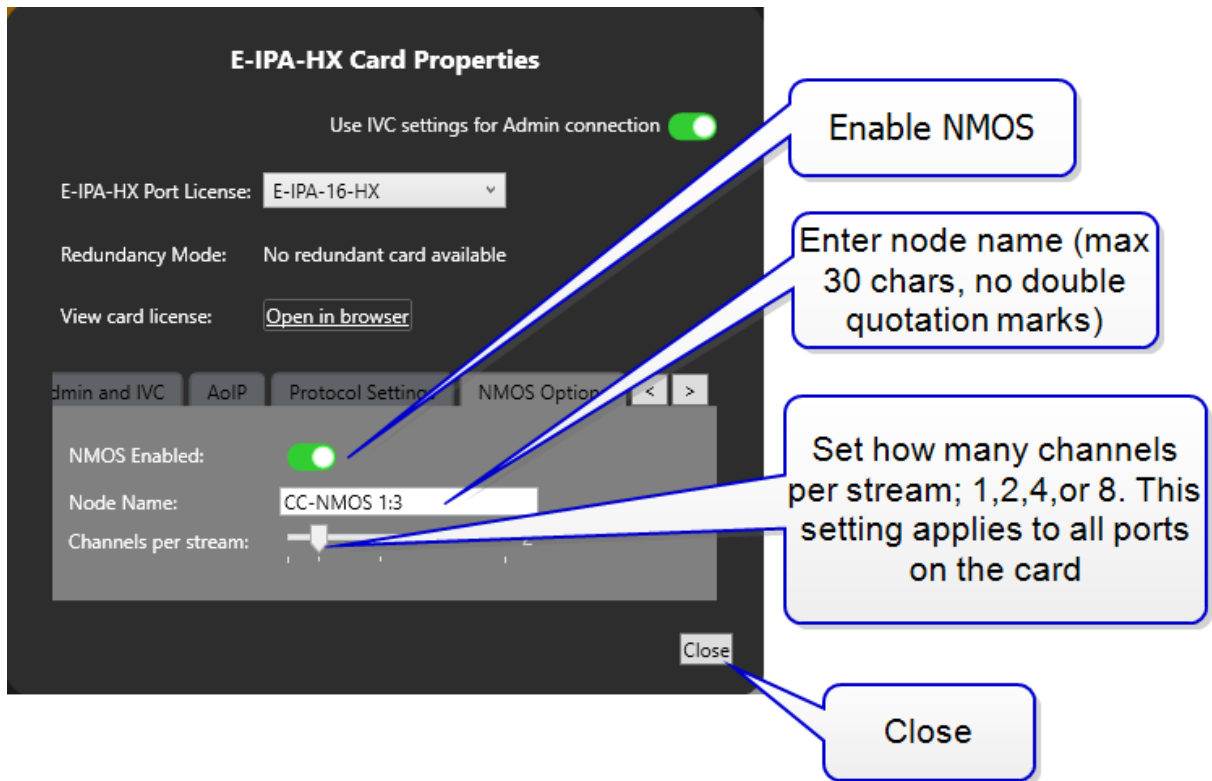 E-IPA-HX Card Properties
Use IVC settings for Admin connection
Enable NMOS
E-IPA-HX Port License: E-IPA-16-HX
Redundancy Mode: No redundant card available
Enter node name (max
30 chars, no double
quotation marks)
View card license: Open in browser
dmin and IVC AoIP Protocol Settings NMOS Option < >
NMOS Enabled:
Node Name: CC-NMOS 1:3
Channels per stream: 2
Set how many channels
per stream; 1,2,4,or 8. This
setting applies to all ports
on the card
Close
Close